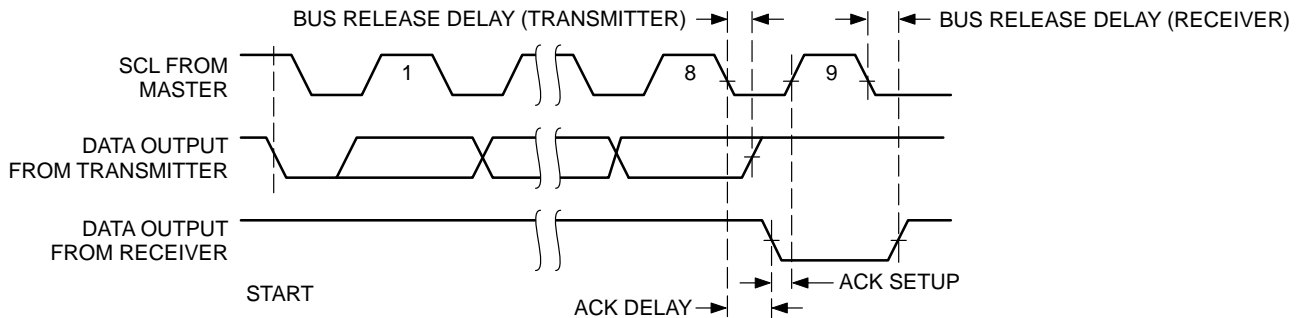 BUS RELEASE DELAY (TRANSMITTER)
BUS RELEASE DELAY (RECEIVER)
SCL FROM
MASTER
1
8
9
DATA OUTPUT
FROM TRANSMITTER
DATA OUTPUT
FROM RECEIVER
START
ACK SETUP
ACK DELAY